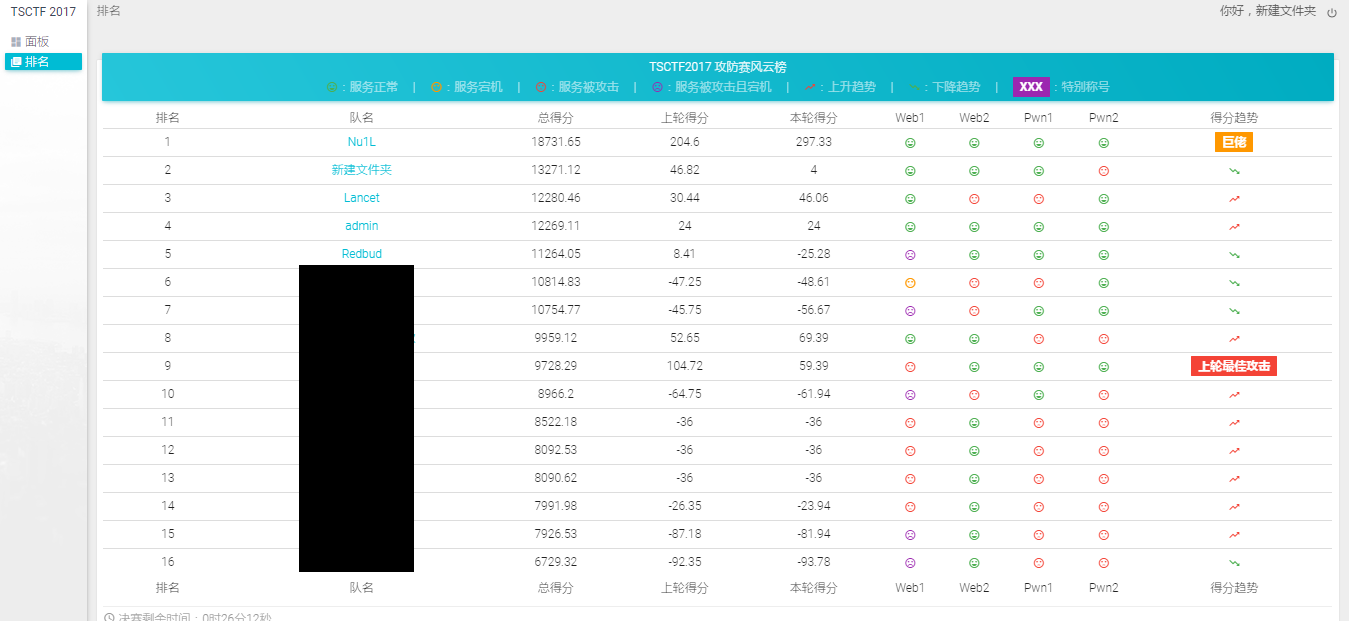 TSCTF 2017
排名
你好，新建文件夹
面板
排名
TSCTF2017 攻防赛风云榜
：服务正常 | ：服务宕机 | ：服务被攻击 | ：服务被攻击且宕机 | ：上升趋势 | ：下降趋势 | XXX ：特别称号
排名 队名 总得分 上轮得分 本轮得分 Web1 Web2 Pwn1 Pwn2 得分趋势
1 Nu1L 18731.65 204.6 297.33 巨佬
2 新建文件夹 13271.12 46.82 4
3 Lancet 12280.46 30.44 46.06
4 admin 12269.11 24 24
5 Redbud 11264.05 8.41 -25.28
6 10814.83 -47.25 -48.61
7 10754.77 -45.75 -56.67
8 9959.12 52.65 69.39
9 9728.29 104.72 59.39 上轮最佳攻击
10 8966.2 -64.75 -61.94
11 8522.18 -36 -36
12 8092.53 -36 -36
13 8090.62 -36 -36
14 7991.98 -26.35 -23.94
15 7926.53 -87.18 -81.94
16 6729.32 -92.35 -93.78
排名 队名 总得分 上轮得分 本轮得分 Web1 Web2 Pwn1 Pwn2 得分趋势
决赛剩余时间：0时26分12秒